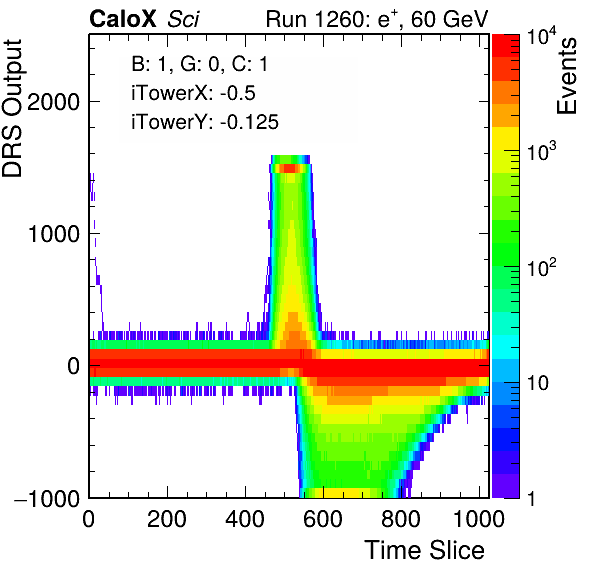 CaloX Sci Run 1260: e+, 60 GeV
B: 1, G: 0, C: 1
iTowerX: -0.5
iTowerY: -0.125
DRS Output
2000
1000
0
−1000
0 200 400 600 800 1000
Time Slice
Events
10^4
10^3
10^2
10
1